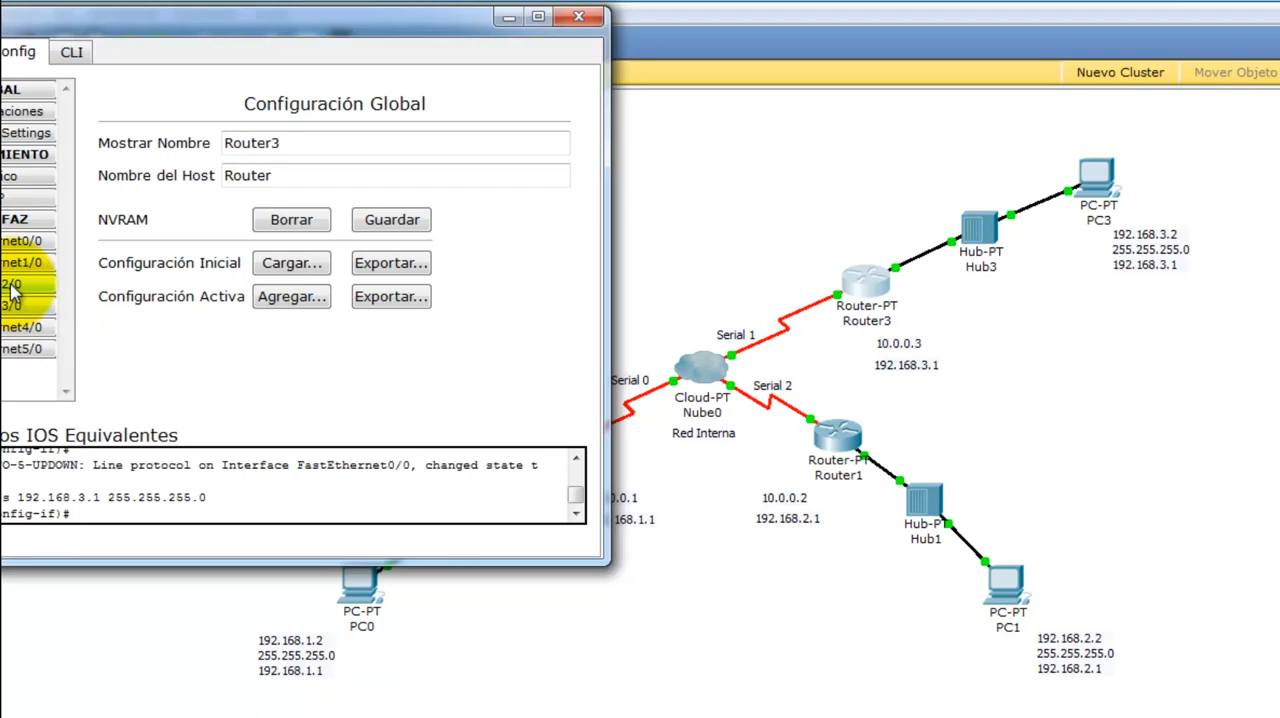 onfig
CLI
BAL
aciones
Settings
MIENTO
ico
P
FAZ
rnet0/0
rnet1/0
2/0
3/0
rnet4/0
rnet5/0
Configuración Global
Mostrar Nombre Router3
Nombre del Host Router
NVRAM Borrar Guardar
Configuración Inicial Cargar... Exportar...
Configuración Activa Agregar... Exportar...
os IOS Equivalentes
nfig-if)#
O-5-UPDOWN: Line protocol on Interface FastEthernet0/0, changed state t
s 192.168.3.1 255.255.255.0
nfig-if)#
Nuevo Cluster
Mover Objeto
PC-PT
PC3
192.168.3.2
255.255.255.0
192.168.3.1
Hub-PT
Hub3
Router-PT
Router3
10.0.0.3
192.168.3.1
Serial 1
Serial 0
Serial 2
Cloud-PT
Nube0
Red Interna
Router-PT
Router1
10.0.0.2
192.168.2.1
0.0.1
168.1.1
Hub-PT
Hub1
PC-PT
PC1
192.168.2.2
255.255.255.0
192.168.2.1
PC-PT
PC0
192.168.1.2
255.255.255.0
192.168.1.1